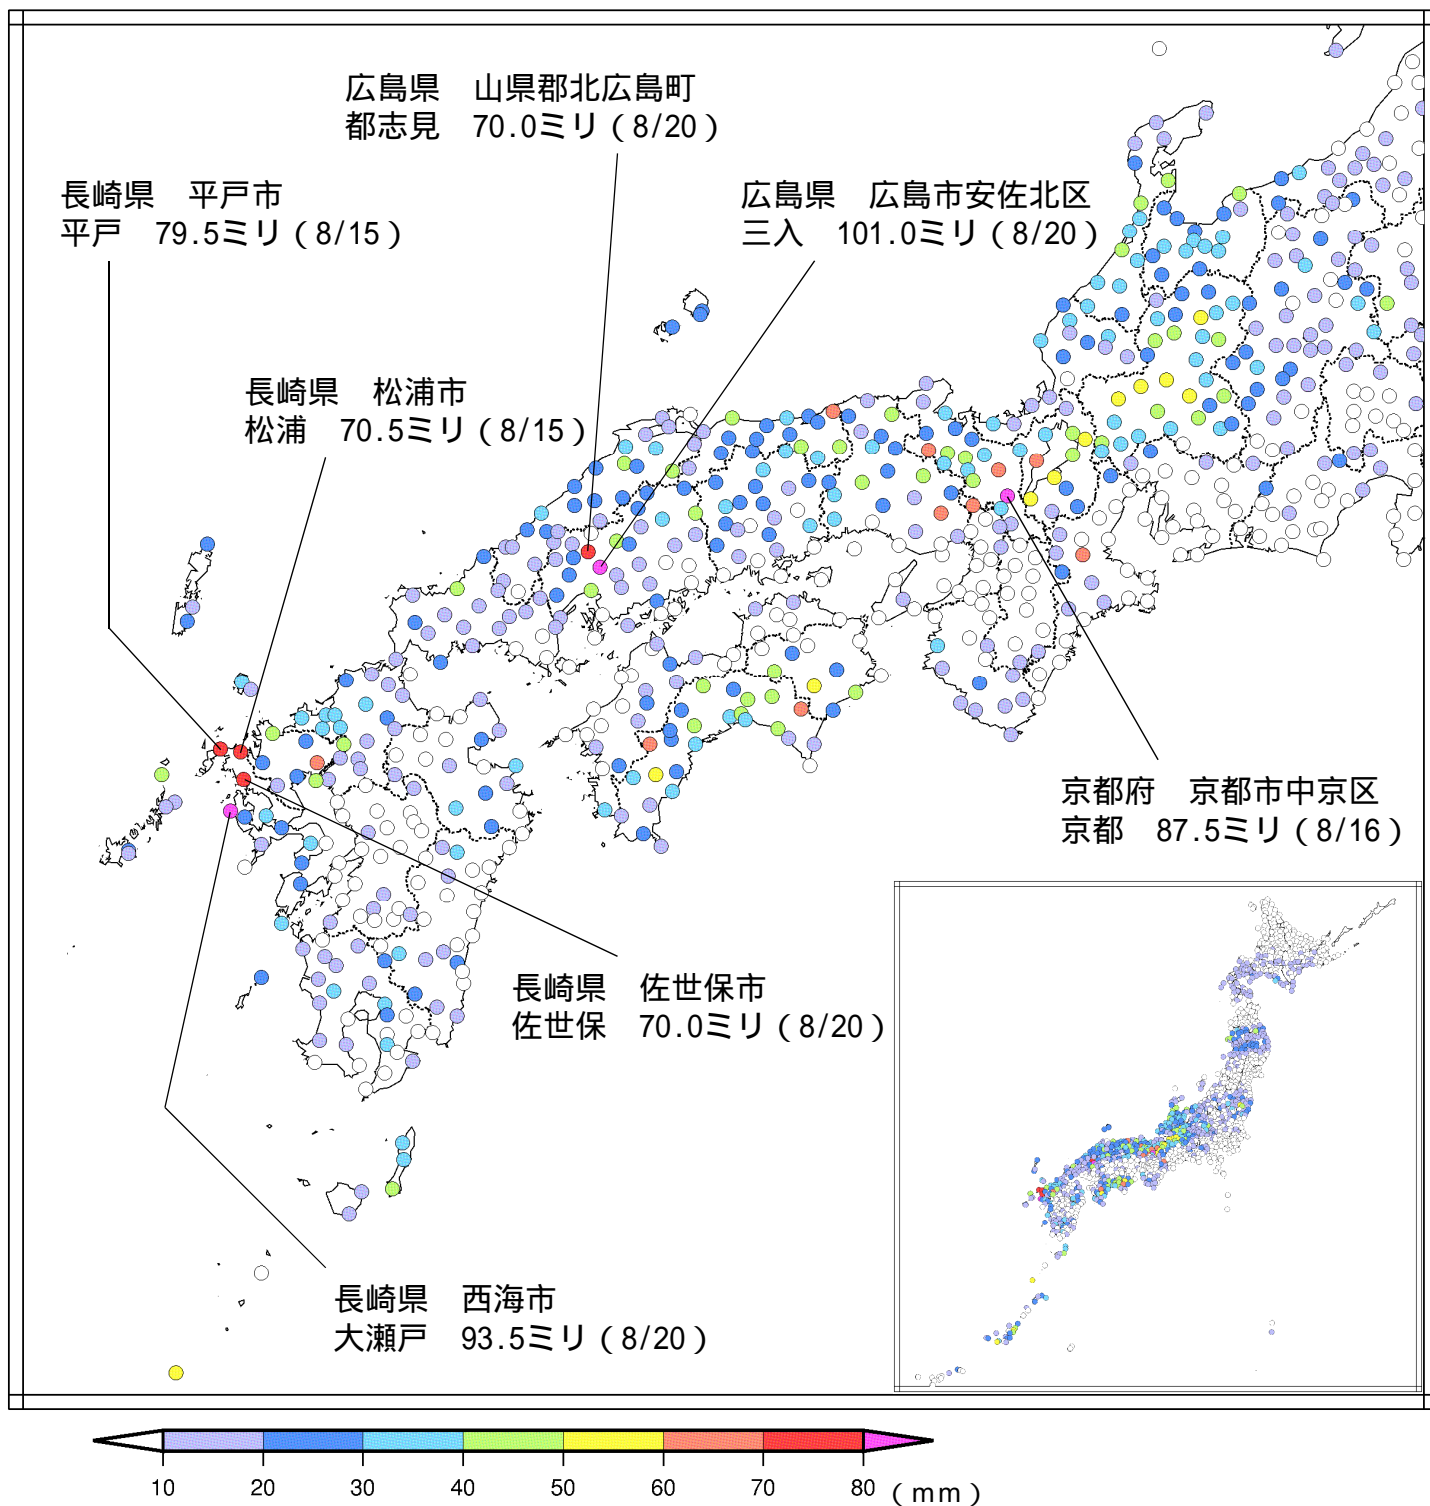 広島県　山県郡北広島町
都志見　70.0ミリ（8/20）
長崎県　平戸市
平戸　79.5ミリ（8/15）
広島県　広島市安佐北区
三入　101.0ミリ（8/20）
長崎県　松浦市
松浦　70.5ミリ（8/15）
京都府　京都市中京区
京都　87.5ミリ（8/16）
長崎県　佐世保市
佐世保　70.0ミリ（8/20）
長崎県　西海市
大瀬戸　93.5ミリ（8/20）
10 20 30 40 50 60 70 80 （mm）